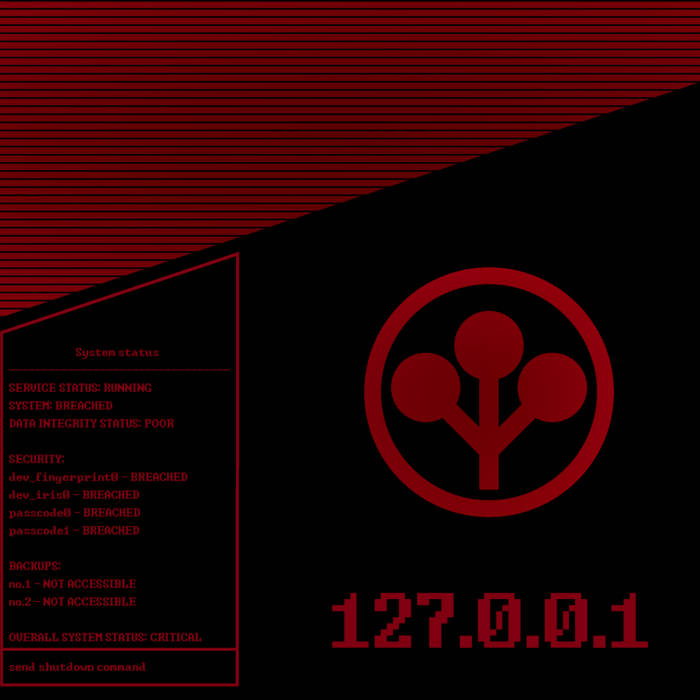 System status
SERVICE STATUS: RUNNING
SYSTEM: BREACHED
DATA INTEGRITY STATUS: POOR
SECURITY:
dev_fingerprint0 - BREACHED
dev_iris0 - BREACHED
passcode0 - BREACHED
passcode1 - BREACHED
BACKUPS:
no.1 - NOT ACCESSIBLE
no.2 - NOT ACCESSIBLE
OVERALL SYSTEM STATUS: CRITICAL
send shutdown command
127.0.0.1